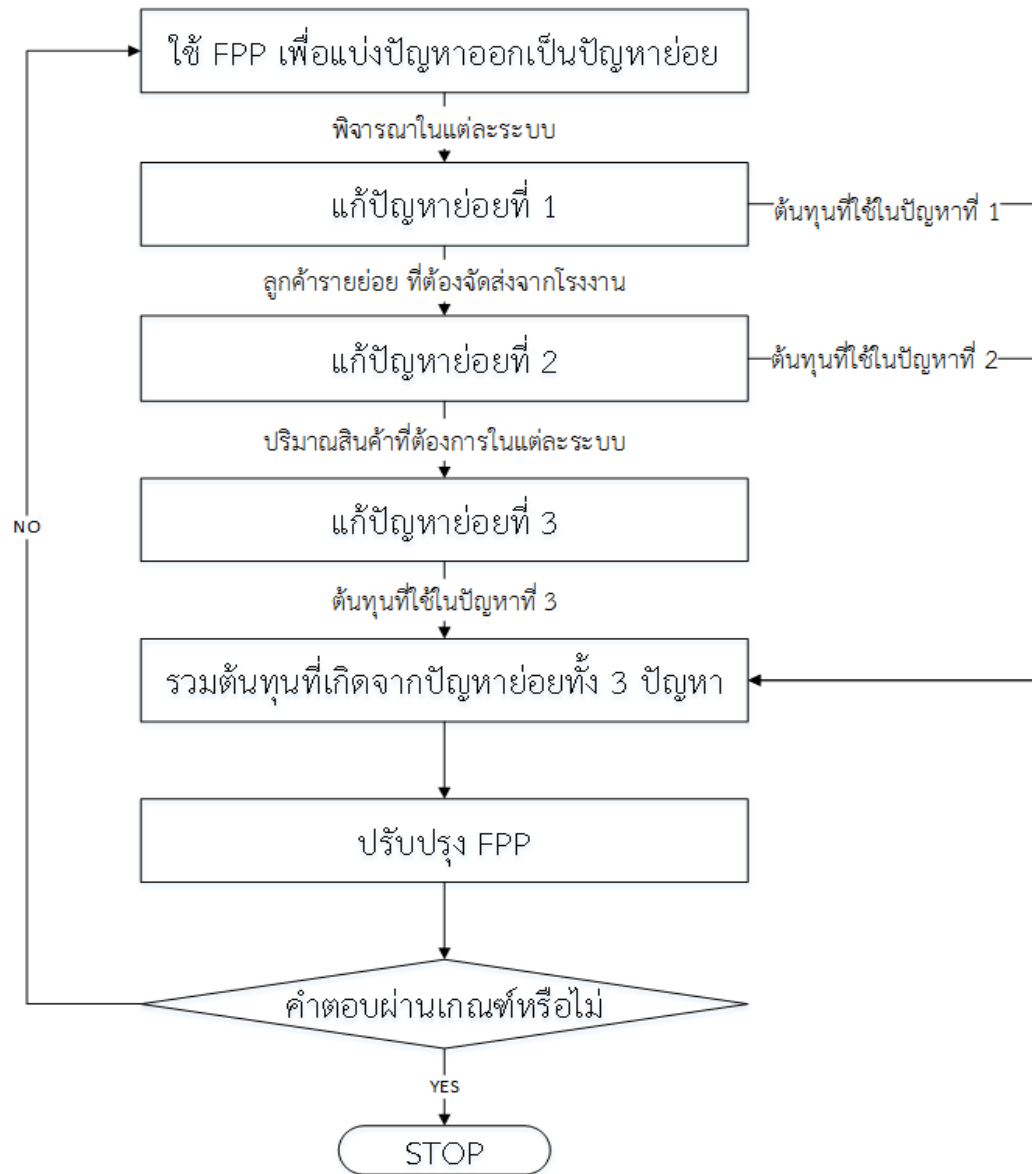 ใช้ FPP เพื่อแบ่งปัญหาออกเป็นปัญหาย่อย
พิจารณาในแต่ละระบบ
แก้ปัญหาย่อยที่ 1
ต้นทุนที่ใช้ในปัญหาที่ 1
ลูกค้ารายย่อย ที่ต้องจัดส่งจากโรงงาน
แก้ปัญหาย่อยที่ 2
ต้นทุนที่ใช้ในปัญหาที่ 2
ปริมาณสินค้าที่ต้องการในแต่ละระบบ
แก้ปัญหาย่อยที่ 3
NO
ต้นทุนที่ใช้ในปัญหาที่ 3
รวมต้นทุนที่เกิดจากปัญหาย่อยทั้ง 3 ปัญหา
ปรับปรุง FPP
คำตอบผ่านเกณฑ์หรือไม่
YES
STOP